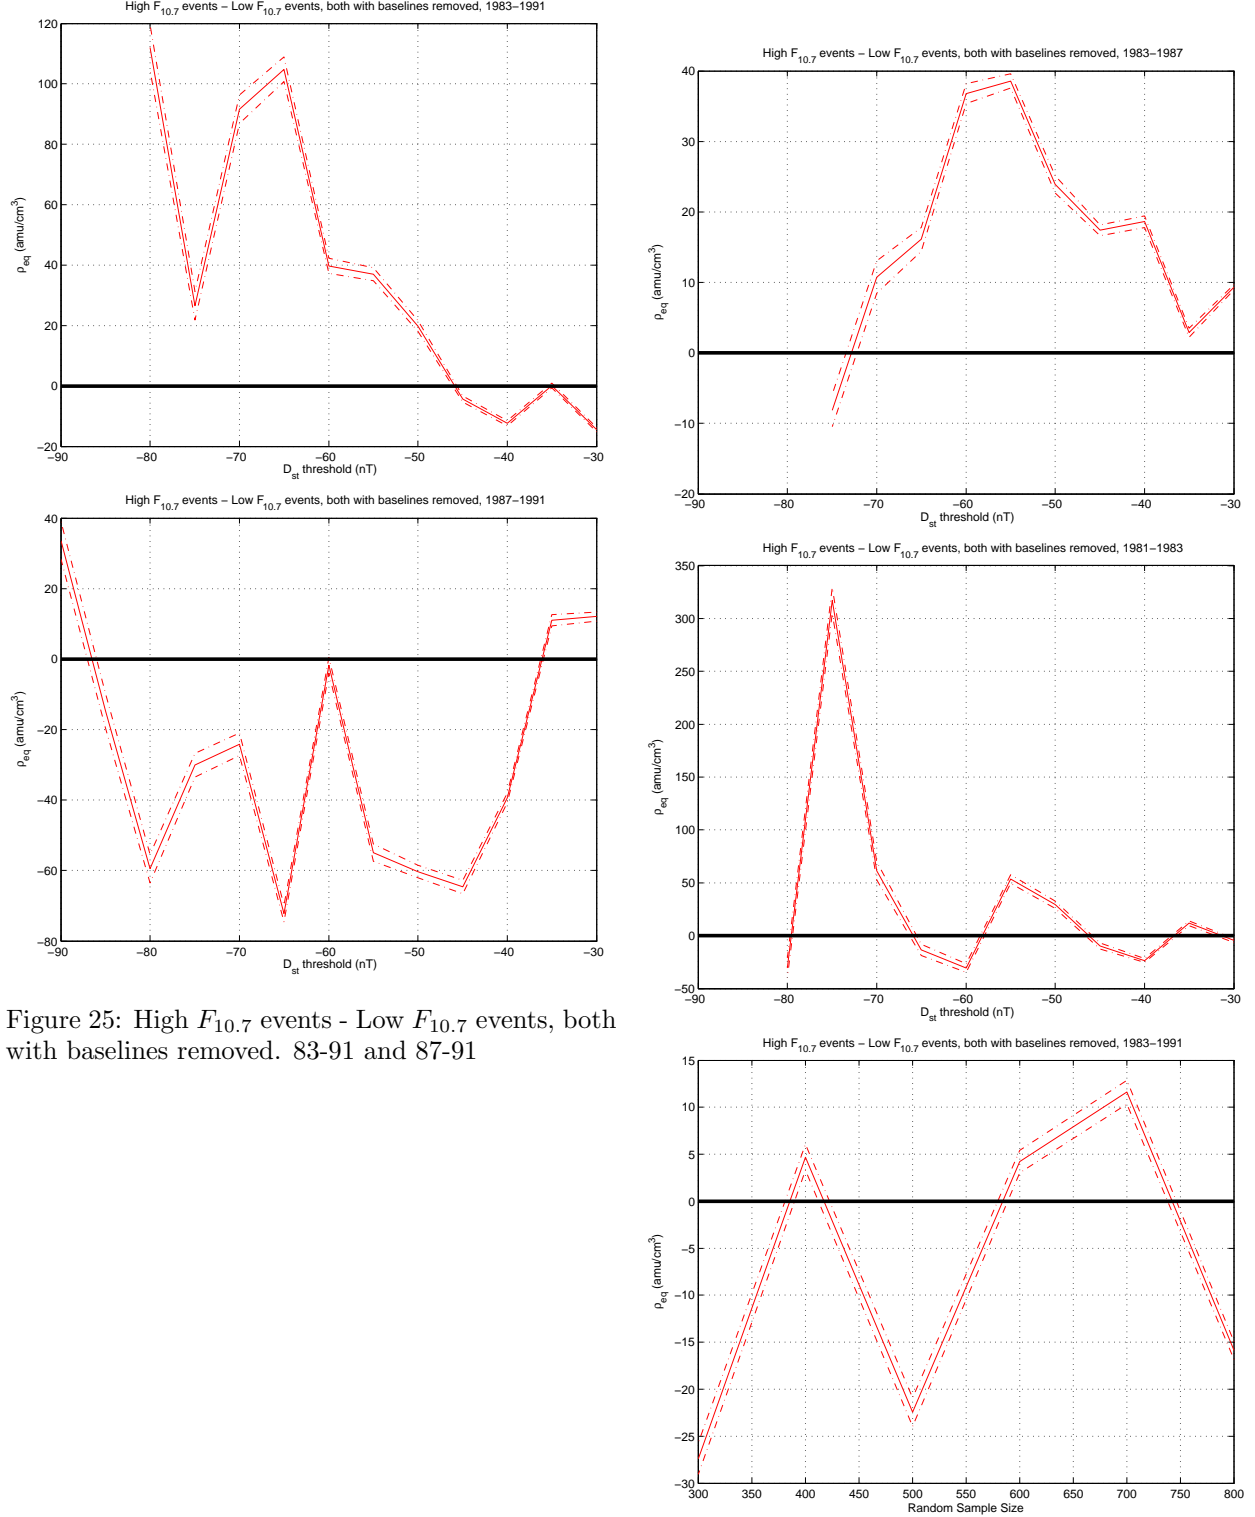 High F10.7 events − Low F10.7 events, both with baselines removed, 1983−1991
120
100
80
60
40
20
0
−20
ρeq (amu/cm3)
−90 −80 −70 −60 −50 −40 −30
Dst threshold (nT)
High F10.7 events − Low F10.7 events, both with baselines removed, 1987−1991
40
20
0
−20
−40
−60
−80
ρeq (amu/cm3)
−90 −80 −70 −60 −50 −40 −30
Dst threshold (nT)
Figure 25: High F10.7 events - Low F10.7 events, both
with baselines removed. 83-91 and 87-91
High F10.7 events − Low F10.7 events, both with baselines removed, 1983−1987
40
30
20
10
0
−10
−20
ρeq (amu/cm3)
−90 −80 −70 −60 −50 −40 −30
Dst threshold (nT)
High F10.7 events − Low F10.7 events, both with baselines removed, 1981−1983
350
300
250
200
150
100
50
0
−50
ρeq (amu/cm3)
−90 −80 −70 −60 −50 −40 −30
Dst threshold (nT)
High F10.7 events − Low F10.7 events, both with baselines removed, 1983−1991
15
10
5
0
−5
−10
−15
−20
−25
−30
ρeq (amu/cm3)
300 350 400 450 500 550 600 650 700 750 800
Random Sample Size